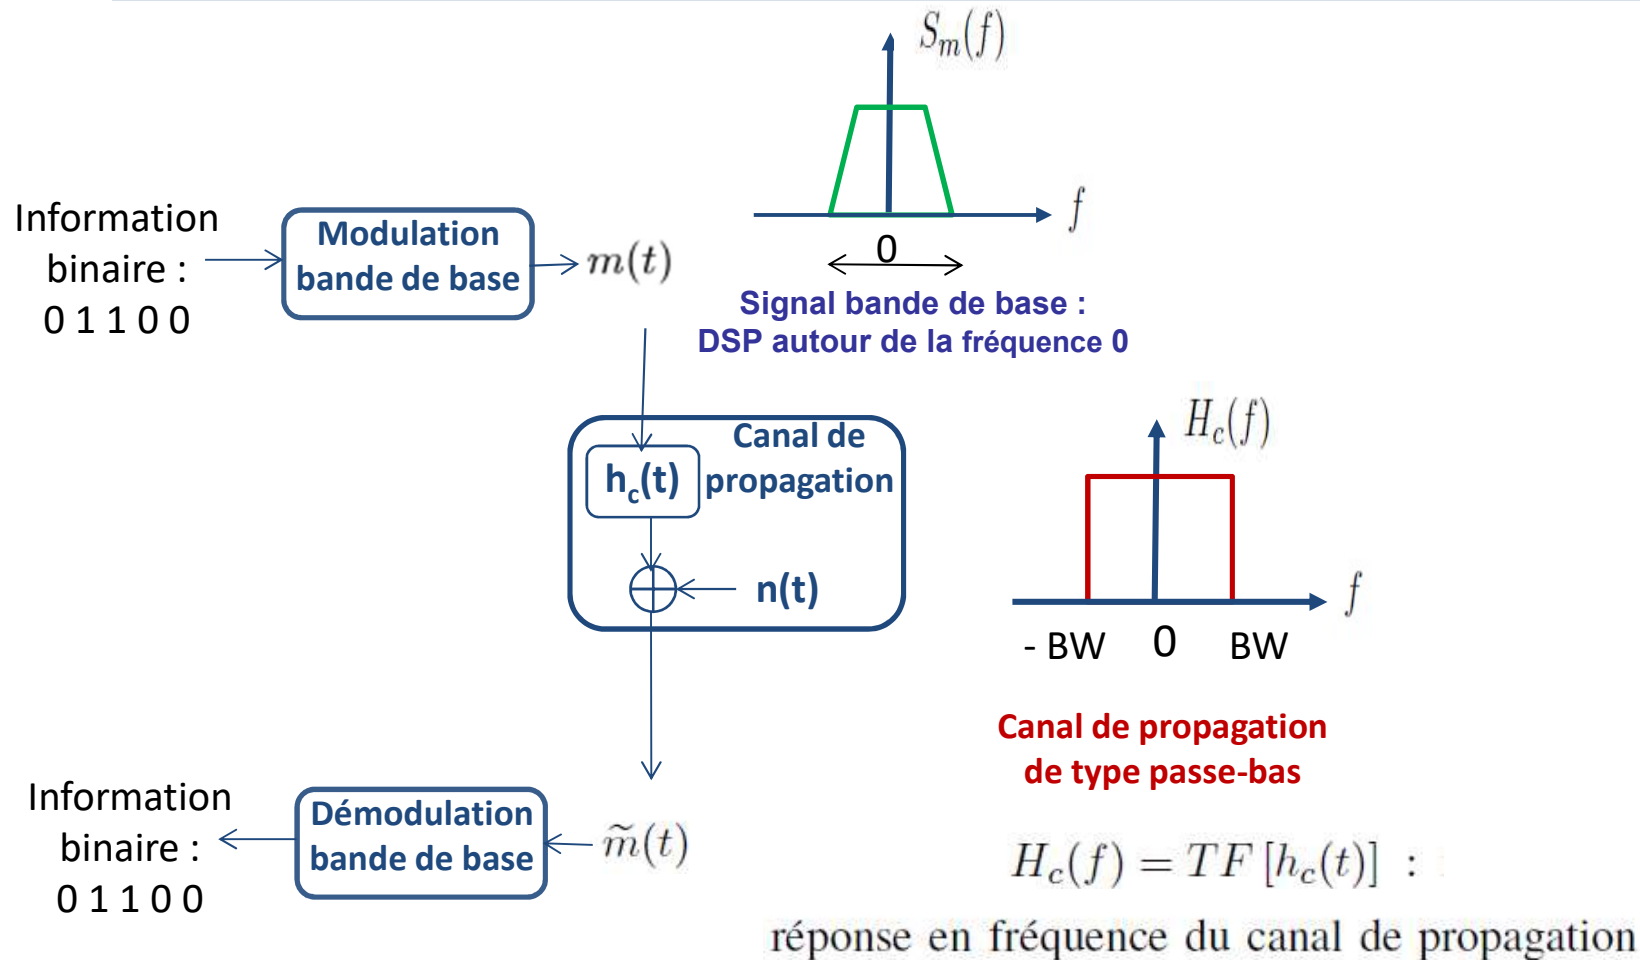 S_m(f)
f
0
Signal bande de base :
DSP autour de la fréquence 0
Information
binaire :
0 1 1 0 0
Modulation
bande de base
m(t)
Canal de
propagation
h_c(t)
n(t)
H_c(f)
f
- BW 0 BW
Canal de propagation
de type passe-bas
Information
binaire :
0 1 1 0 0
Démodulation
bande de base
m̃(t)
H_c(f) = TF [h_c(t)] :
réponse en fréquence du canal de propagation